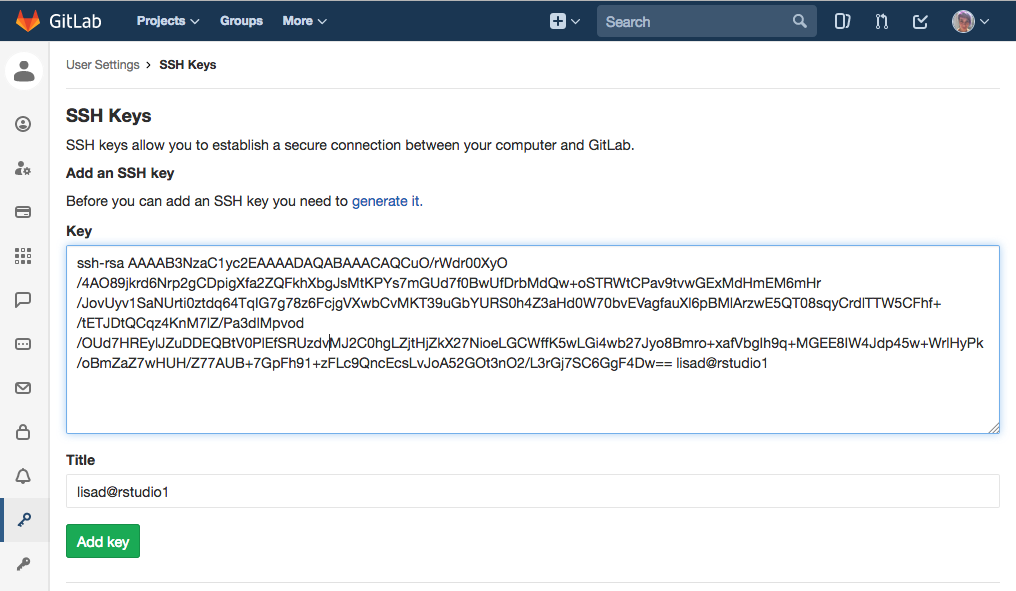 GitLab Projects Groups More Search
User Settings › SSH Keys
SSH Keys
SSH keys allow you to establish a secure connection between your computer and GitLab.
Add an SSH key
Before you can add an SSH key you need to generate it.
Key
ssh-rsa AAAAB3NzaC1yc2EAAAADAQABAAACAQCuO/rWdr00XyO
/4AO89jkrd6Nrp2gCDpigXfa2ZQFkhXbgJsMtKPYs7mGUd7f0BwUfDrbMdQw+oSTRWtCPav9tvwGExMdHmEM6mHr
/JovUyv1SaNUrti0ztdq64TqIG7g78z6FcjgVXwbCvMKT39uGbYURS0h4Z3aHd0W70bvEVagfauXl6pBMlArzwE5QT08sqyCrdlTTW5CFhf+
/tETJDtQCqz4KnM7lZ/Pa3dlMpvod
/OUd7HREylJZuDDEQBtV0PlEfSRUzdvMJ2C0hgLZjtHjZkX27NioeLGCWffK5wLGi4wb27Jyo8Bmro+xafVbglh9q+MGEE8IW4Jdp45w+WrlHyPk
/oBmZaZ7wHUH/Z77AUB+7GpFh91+zFLc9QncEcsLvJoA52GOt3nO2/L3rGj7SC6GgF4Dw== lisad@rstudio1
Title
lisad@rstudio1
Add key